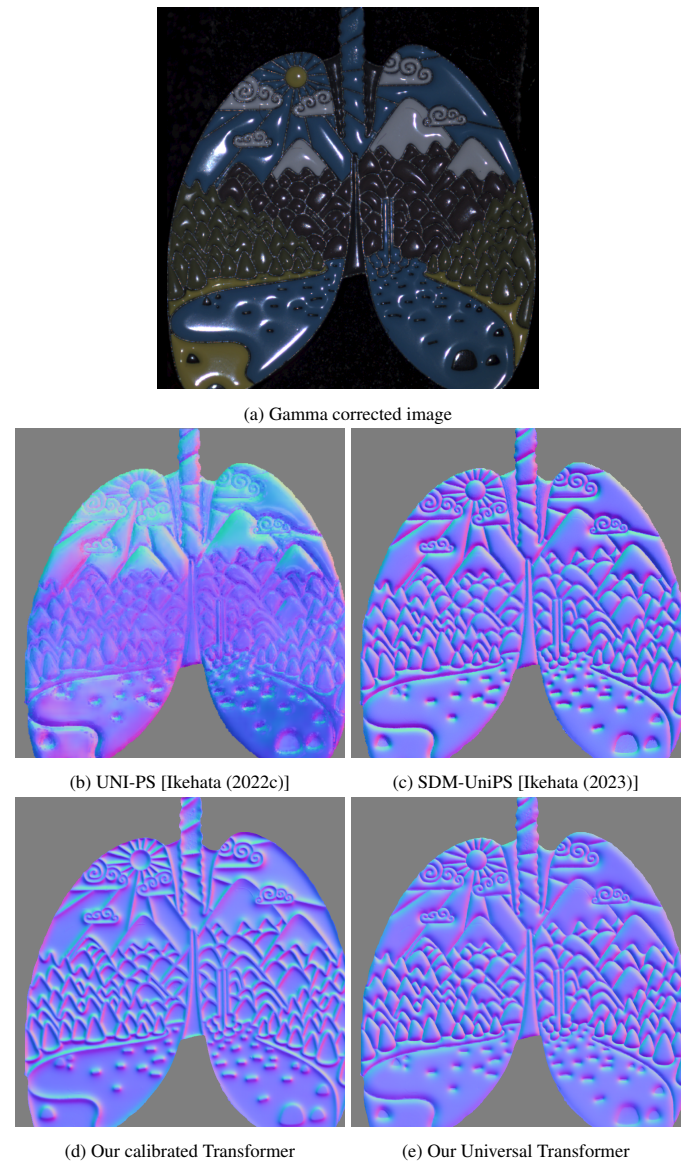 (a) Gamma corrected image
(b) UNI-PS [Ikehata (2022c)]
(c) SDM-UniPS [Ikehata (2023)]
(d) Our calibrated Transformer
(e) Our Universal Transformer